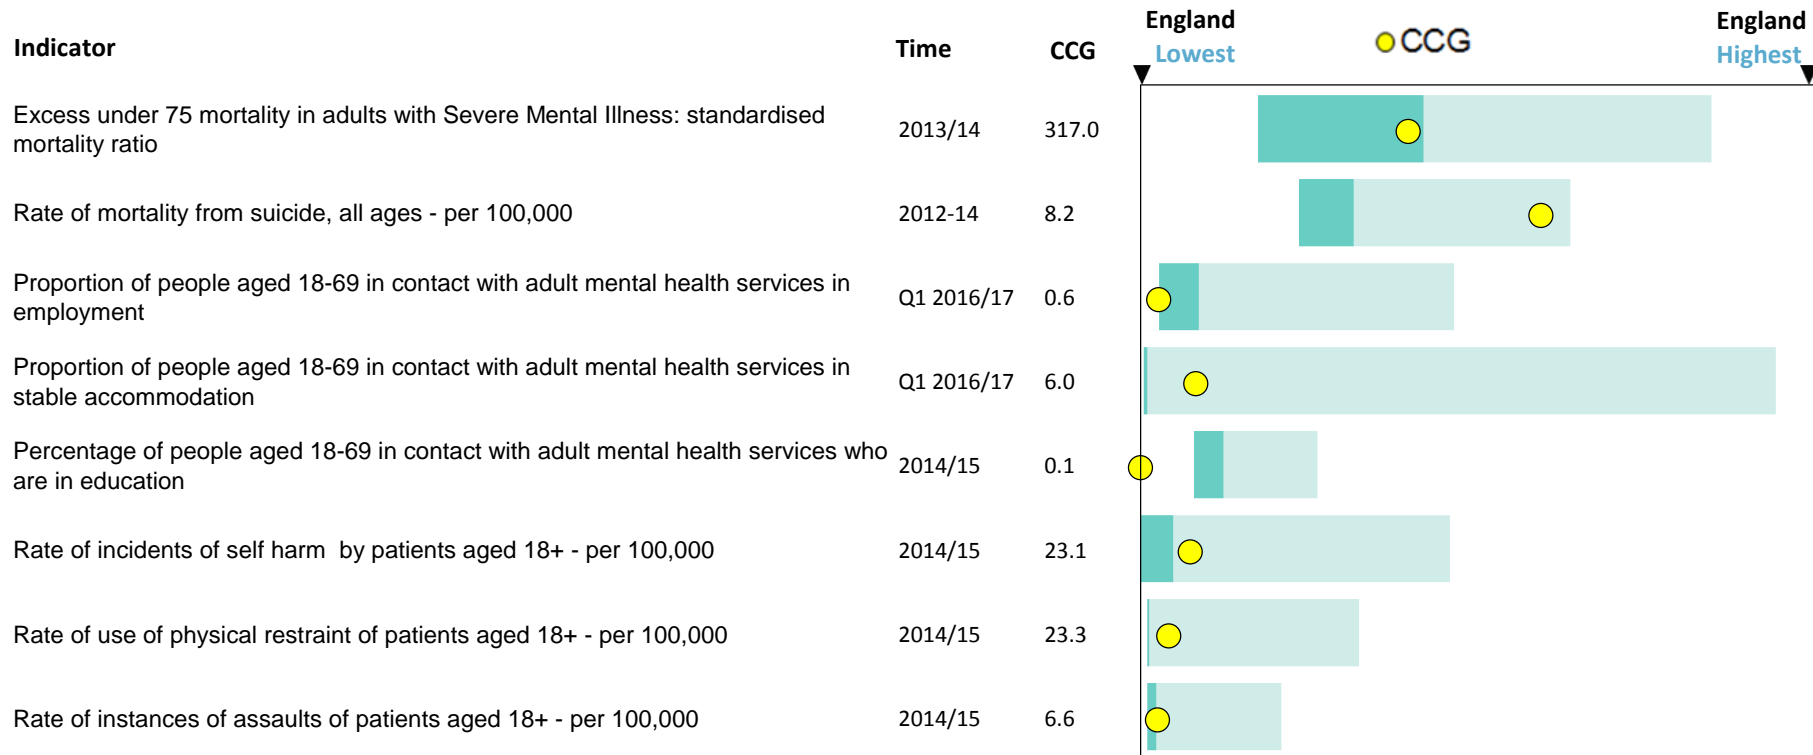 Indicator Time CCG England Lowest CCG England Highest
Excess under 75 mortality in adults with Severe Mental Illness: standardised
mortality ratio
2013/14 317.0
Rate of mortality from suicide, all ages - per 100,000 2012-14 8.2
Proportion of people aged 18-69 in contact with adult mental health services in
employment
Q1 2016/17 0.6
Proportion of people aged 18-69 in contact with adult mental health services in
stable accommodation
Q1 2016/17 6.0
Percentage of people aged 18-69 in contact with adult mental health services who
are in education
2014/15 0.1
Rate of incidents of self harm  by patients aged 18+ - per 100,000 2014/15 23.1
Rate of use of physical restraint of patients aged 18+ - per 100,000 2014/15 23.3
Rate of instances of assaults of patients aged 18+ - per 100,000 2014/15 6.6